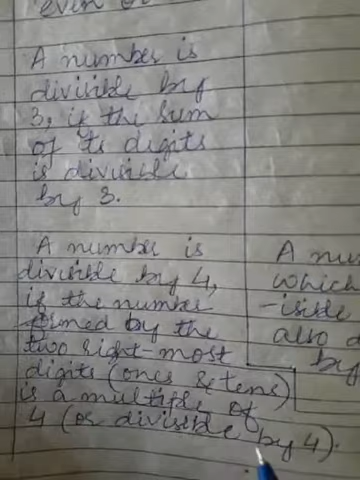 even or
A number is
divisible by
3, if the sum
of its digits
is divisible
by 3.
A number is
divisible by 4,
if the number
formed by the
two right-most
digits (ones & tens)
is a multiple of
4 (or divisible by 4).
A nu
which
-isible
also d
by